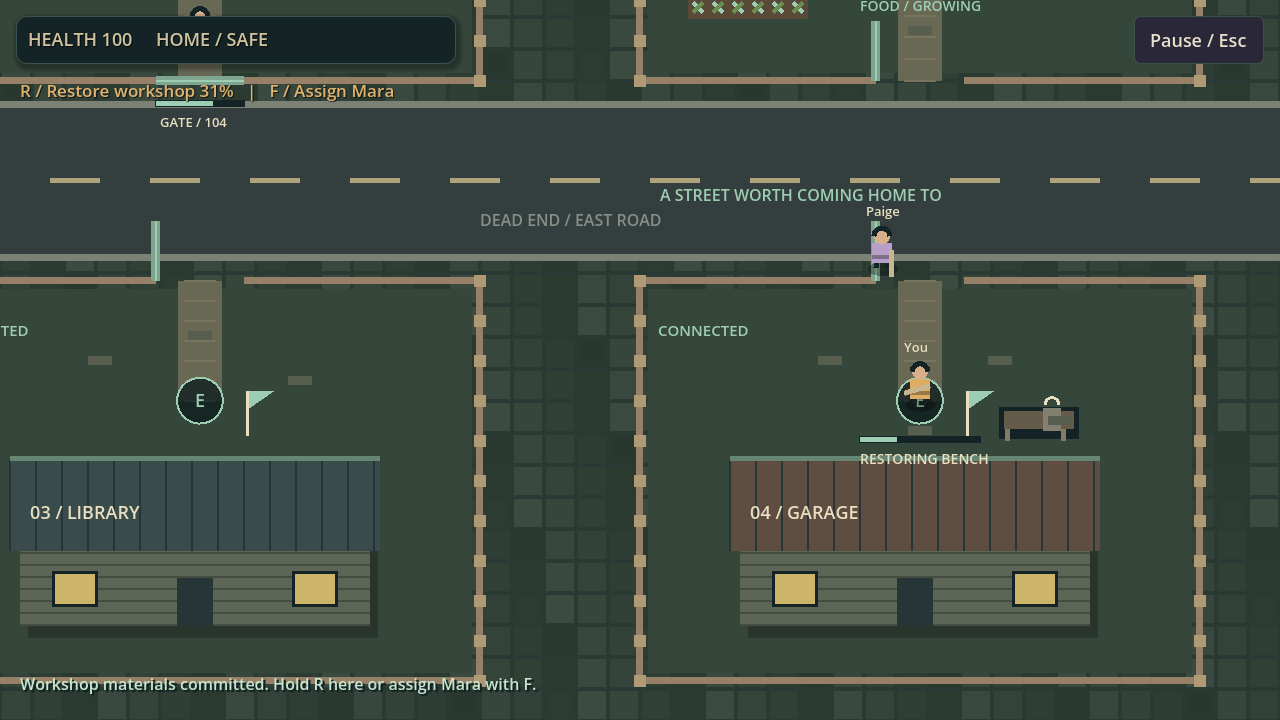 FOOD / GROWING
HEALTH 100 HOME / SAFE
Pause / Esc
R / Restore workshop 31% | F / Assign Mara
GATE / 104
A STREET WORTH COMING HOME TO
Paige
DEAD END / EAST ROAD
TED
CONNECTED
You
E
E
RESTORING BENCH
03 / LIBRARY
04 / GARAGE
Workshop materials committed. Hold R here or assign Mara with F.